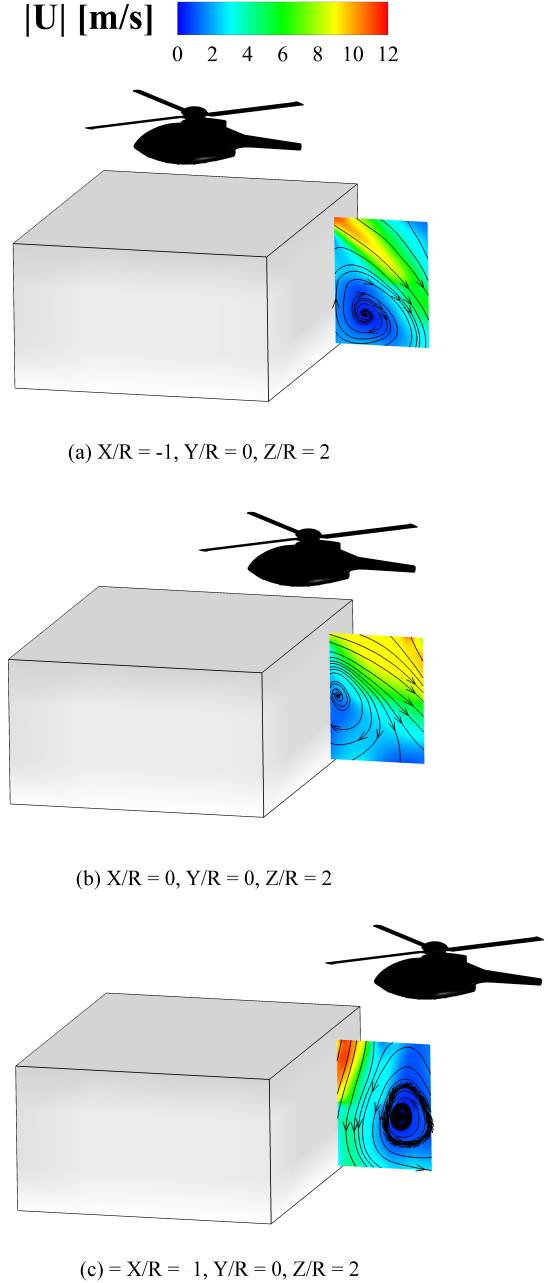 |U| [m/s]
0 2 4 6 8 10 12
(a) X/R = -1, Y/R = 0, Z/R = 2
(b) X/R = 0, Y/R = 0, Z/R = 2
(c) = X/R = 1, Y/R = 0, Z/R = 2